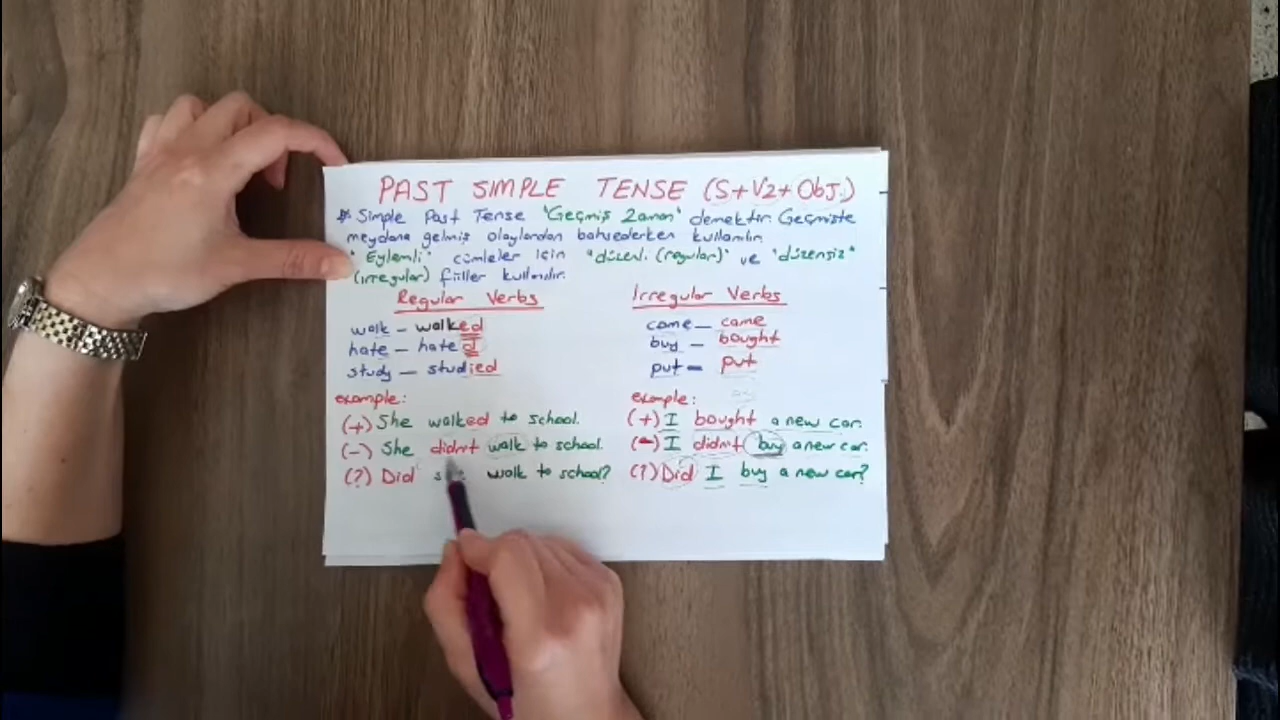 PAST SIMPLE TENSE (S+V2+Obj.)
* Simple Past Tense "Geçmiş Zaman" demektir. Geçmişte
meydana gelmiş olaylardan bahsederken kullanılır.
"Eylemli" cümleler için "düzenli (regular)" ve "düzensiz"
(irregular) fiiller kullanılır.
Regular Verbs
walk - walked
hate - hated
study - studied
example:
(+) She walked to school.
(-) She didn't walk to school.
(?) Did walk to school?
Irregular Verbs
come - came
buy - bought
put - put
example:
(+) I bought a new car.
(-) I didn't buy a new car.
(?) Did I buy a new car?